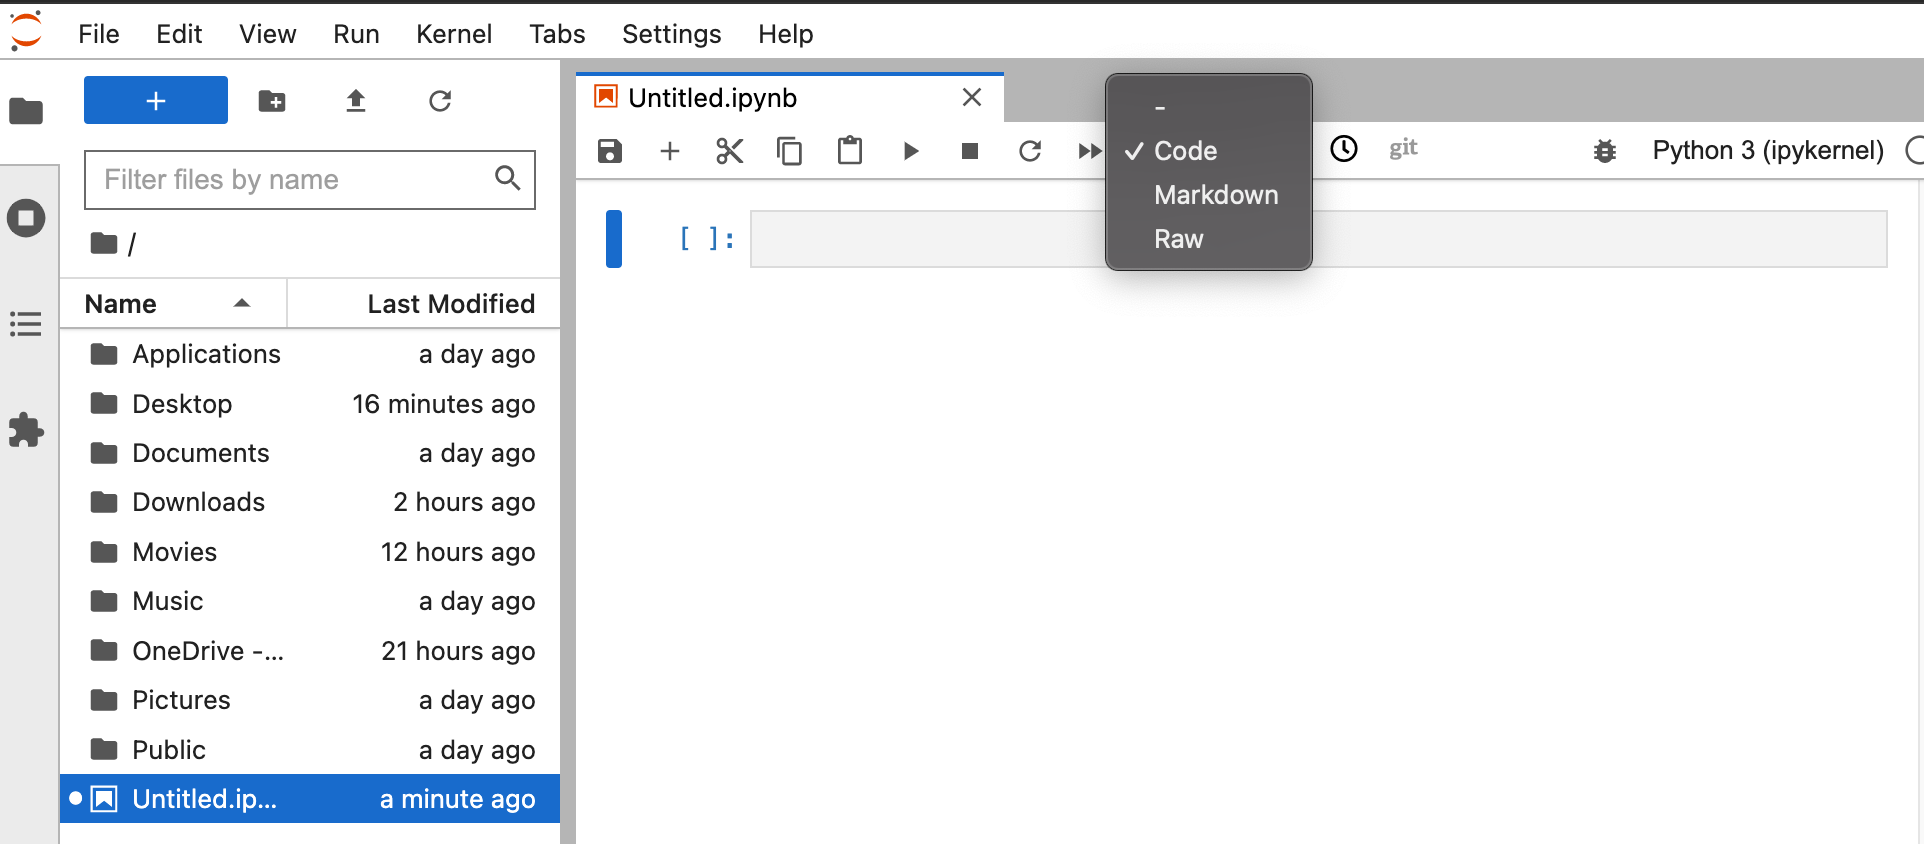 File Edit View Run Kernel Tabs Settings Help
+
Filter files by name
/
Name Last Modified
Applications a day ago
Desktop 16 minutes ago
Documents a day ago
Downloads 2 hours ago
Movies 12 hours ago
Music a day ago
OneDrive -... 21 hours ago
Pictures a day ago
Public a day ago
Untitled.ip... a minute ago
Untitled.ipynb
git Python 3 (ipykernel)
-
✓ Code
Markdown
Raw
[ ]: